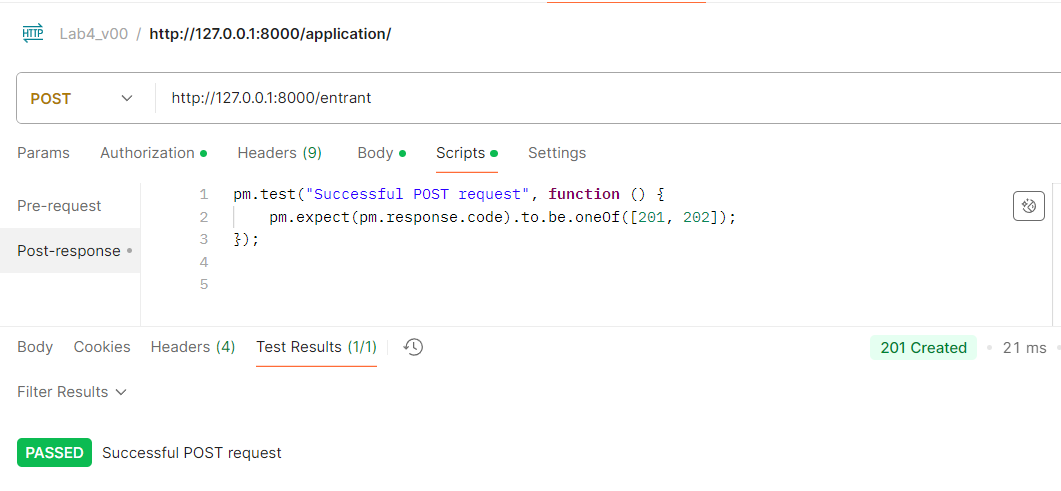 HTTP Lab4_v00 / http://127.0.0.1:8000/application/
POST http://127.0.0.1:8000/entrant
Params Authorization Headers (9) Body Scripts Settings
Pre-request
Post-response
1 pm.test("Successful POST request", function () {
2 pm.expect(pm.response.code).to.be.oneOf([201, 202]);
3 });
4
5
Body Cookies Headers (4) Test Results (1/1) 201 Created 21 ms
Filter Results
PASSED Successful POST request